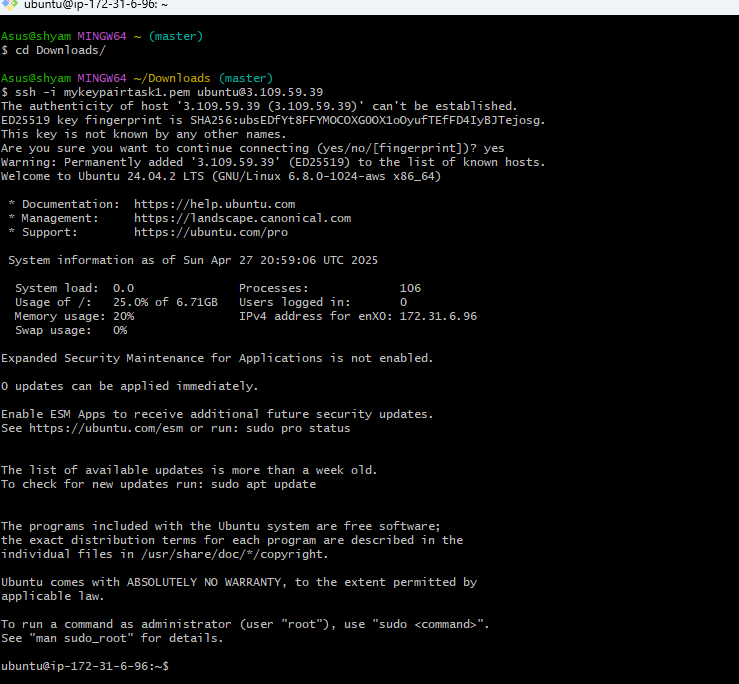 ubuntu@ip-172-31-6-96: ~
Asus@shyam MINGW64 ~ (master)
$ cd Downloads/
Asus@shyam MINGW64 ~/Downloads (master)
$ ssh -i mykeypairtask1.pem ubuntu@3.109.59.39
The authenticity of host '3.109.59.39 (3.109.59.39)' can't be established.
ED25519 key fingerprint is SHA256:ubsEDfYt8FFYMOCOXGOOX1oOyufTEfFD4IyBJTejosg.
This key is not known by any other names.
Are you sure you want to continue connecting (yes/no/[fingerprint])? yes
Warning: Permanently added '3.109.59.39' (ED25519) to the list of known hosts.
Welcome to Ubuntu 24.04.2 LTS (GNU/Linux 6.8.0-1024-aws x86_64)
* Documentation: https://help.ubuntu.com
* Management: https://landscape.canonical.com
* Support: https://ubuntu.com/pro
System information as of Sun Apr 27 20:59:06 UTC 2025
System load: 0.0 Processes: 106
Usage of /: 25.0% of 6.71GB Users logged in: 0
Memory usage: 20% IPv4 address for enX0: 172.31.6.96
Swap usage: 0%
Expanded Security Maintenance for Applications is not enabled.
0 updates can be applied immediately.
Enable ESM Apps to receive additional future security updates.
See https://ubuntu.com/esm or run: sudo pro status
The list of available updates is more than a week old.
To check for new updates run: sudo apt update
The programs included with the Ubuntu system are free software;
the exact distribution terms for each program are described in the
individual files in /usr/share/doc/*/copyright.
Ubuntu comes with ABSOLUTELY NO WARRANTY, to the extent permitted by
applicable law.
To run a command as administrator (user "root"), use "sudo <command>".
See "man sudo_root" for details.
ubuntu@ip-172-31-6-96:~$